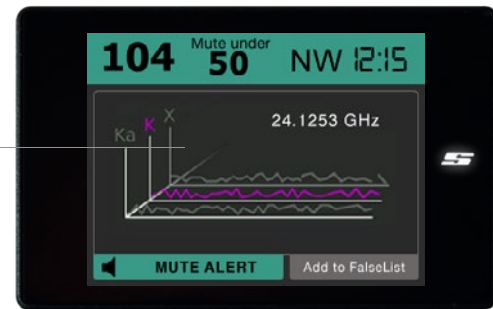 104 Mute under 50 NW 12:15
X
K
Ka
24.1253 GHz
MUTE ALERT Add to FalseList